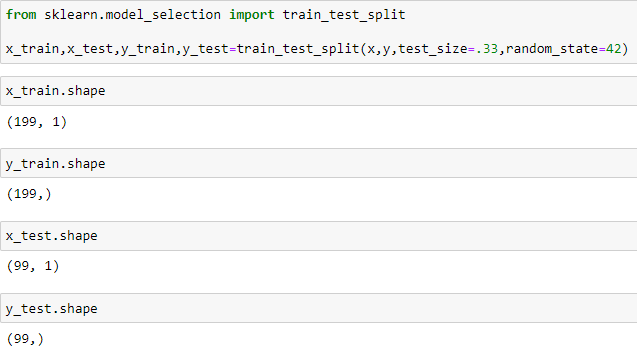 from sklearn.model_selection import train_test_split
x_train,x_test,y_train,y_test=train_test_split(x,y,test_size=.33,random_state=42)
x_train.shape
(199, 1)
y_train.shape
(199,)
x_test.shape
(99, 1)
y_test.shape
(99,)